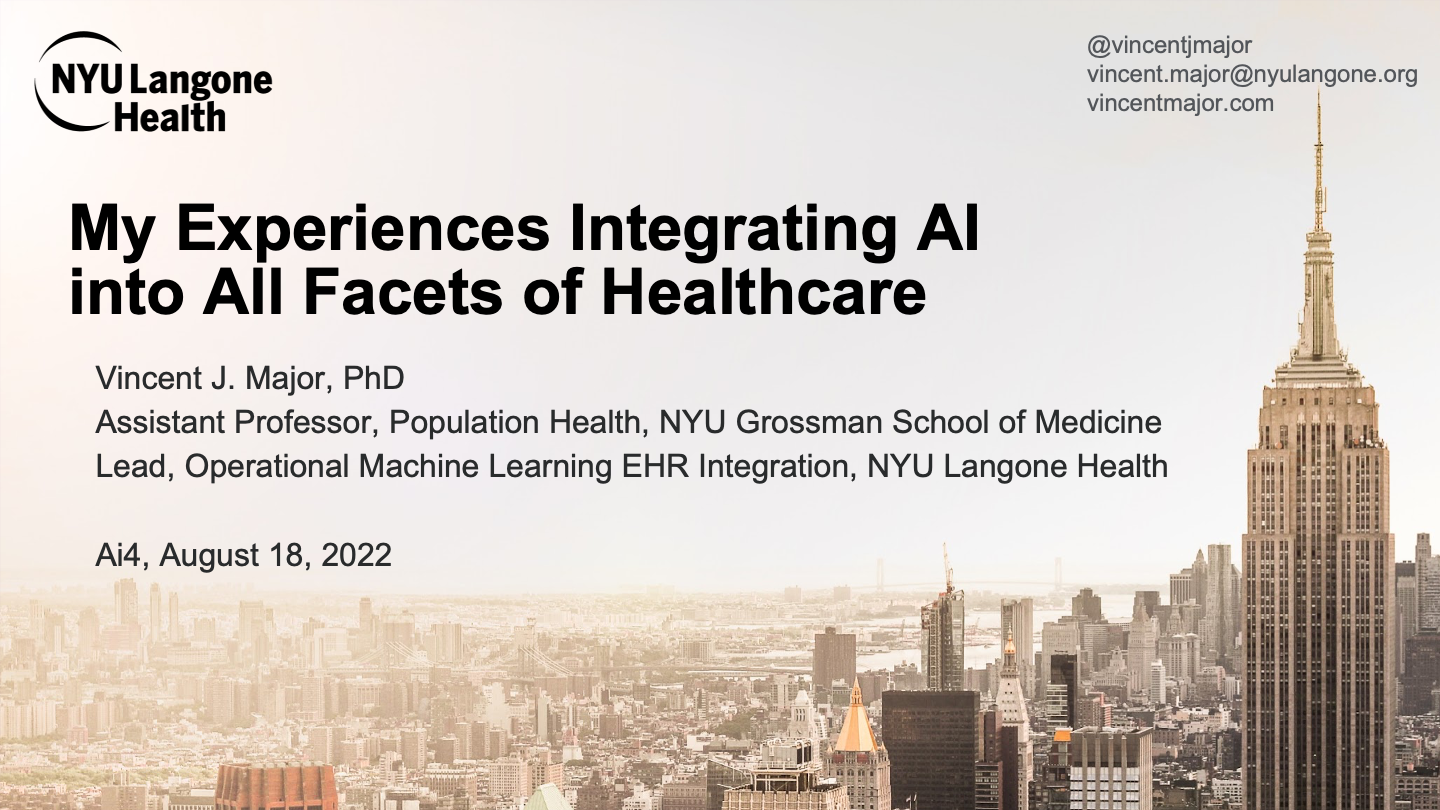 NYU Langone
Health
@vincentjmajor
vincent.major@nyulangone.org
vincentmajor.com
My Experiences Integrating AI
into All Facets of Healthcare
Vincent J. Major, PhD
Assistant Professor, Population Health, NYU Grossman School of Medicine
Lead, Operational Machine Learning EHR Integration, NYU Langone Health
Ai4, August 18, 2022